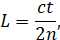 L = ct/2n,